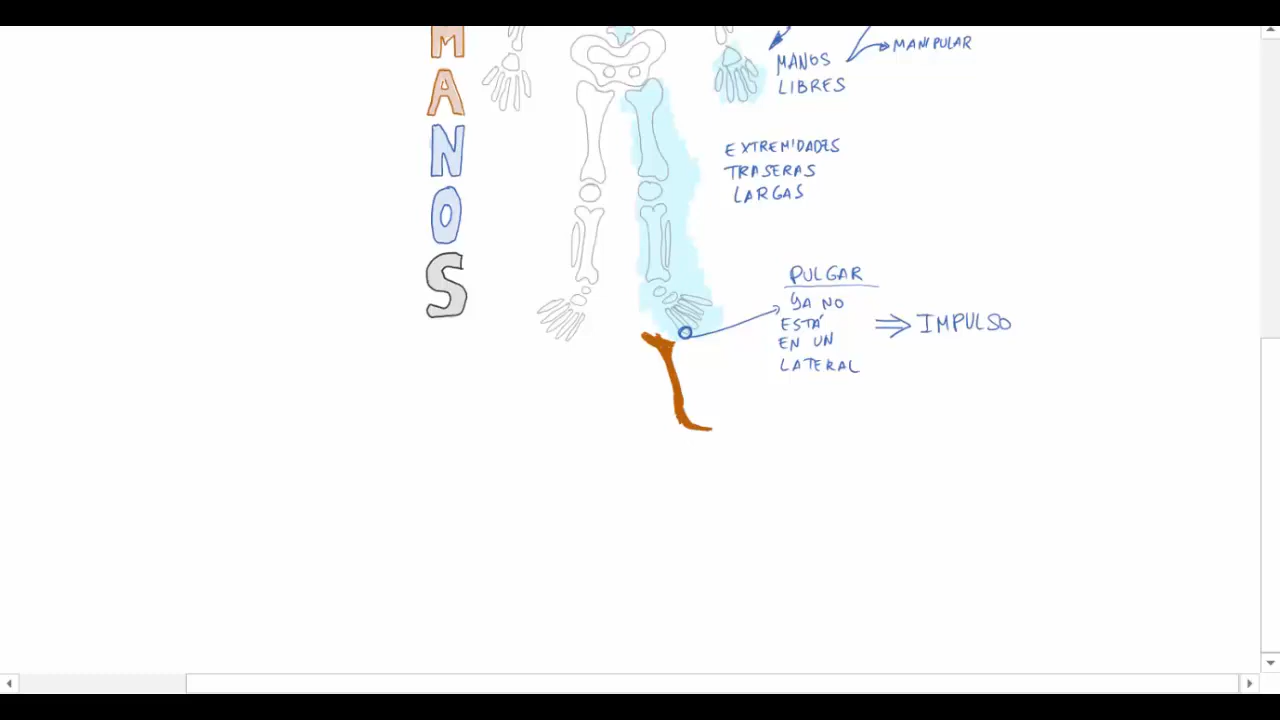 MANOS
MANIPULAR
MANOS
LIBRES
EXTREMIDADES
TRASERAS
LARGAS
PULGAR
YA NO
ESTÁ
EN UN
LATERAL
⇒ IMPULSO